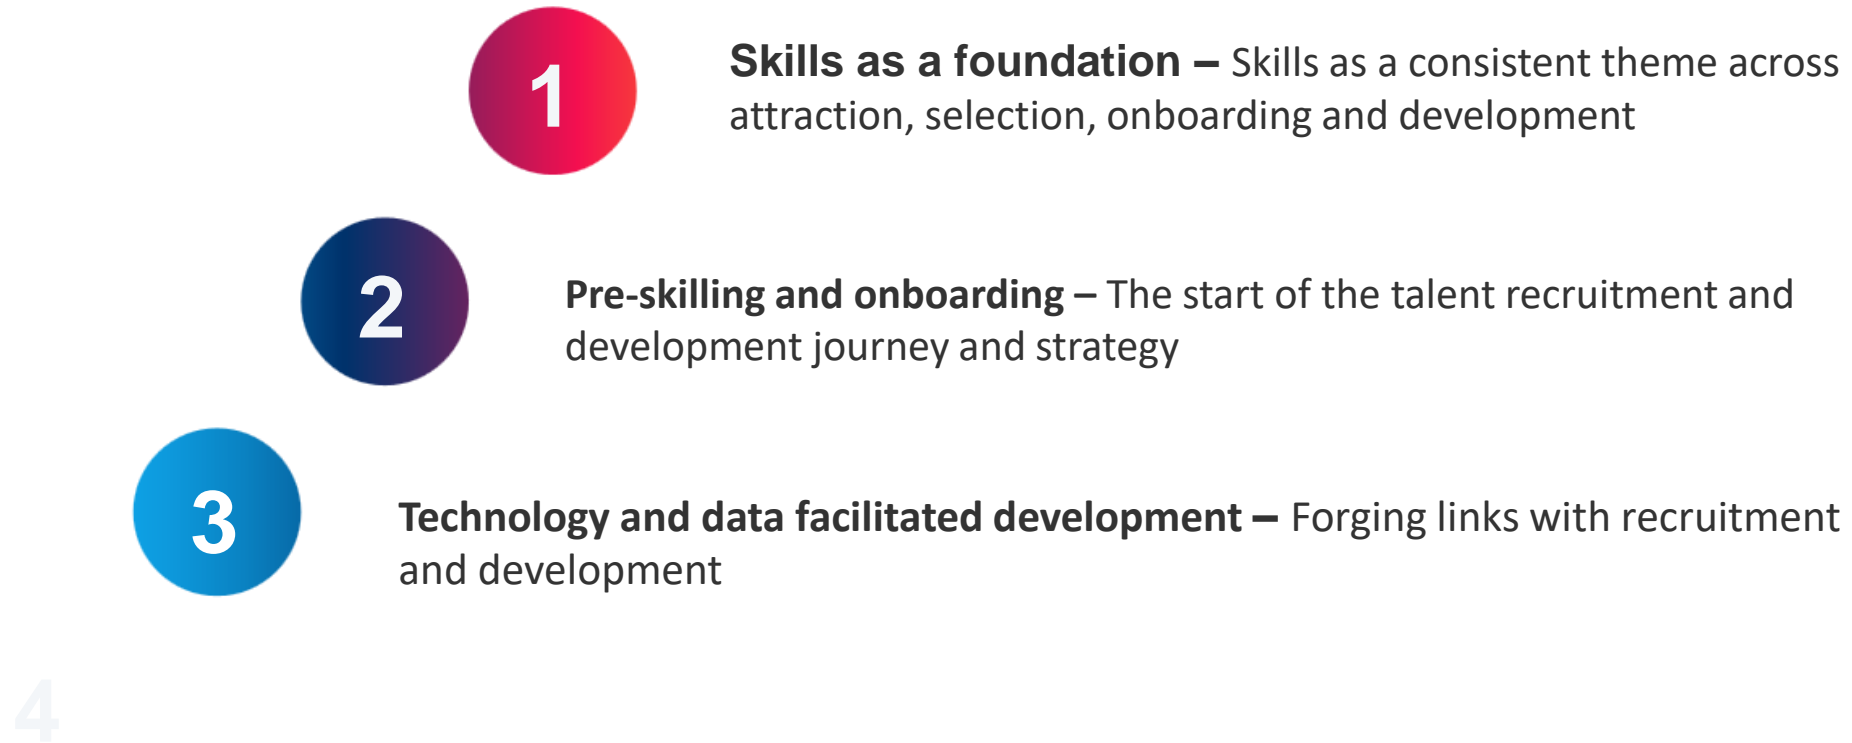 1
Skills as a foundation – Skills as a consistent theme across
attraction, selection, onboarding and development
2
Pre-skilling and onboarding – The start of the talent recruitment and
development journey and strategy
3
Technology and data facilitated development – Forging links with recruitment
and development
4